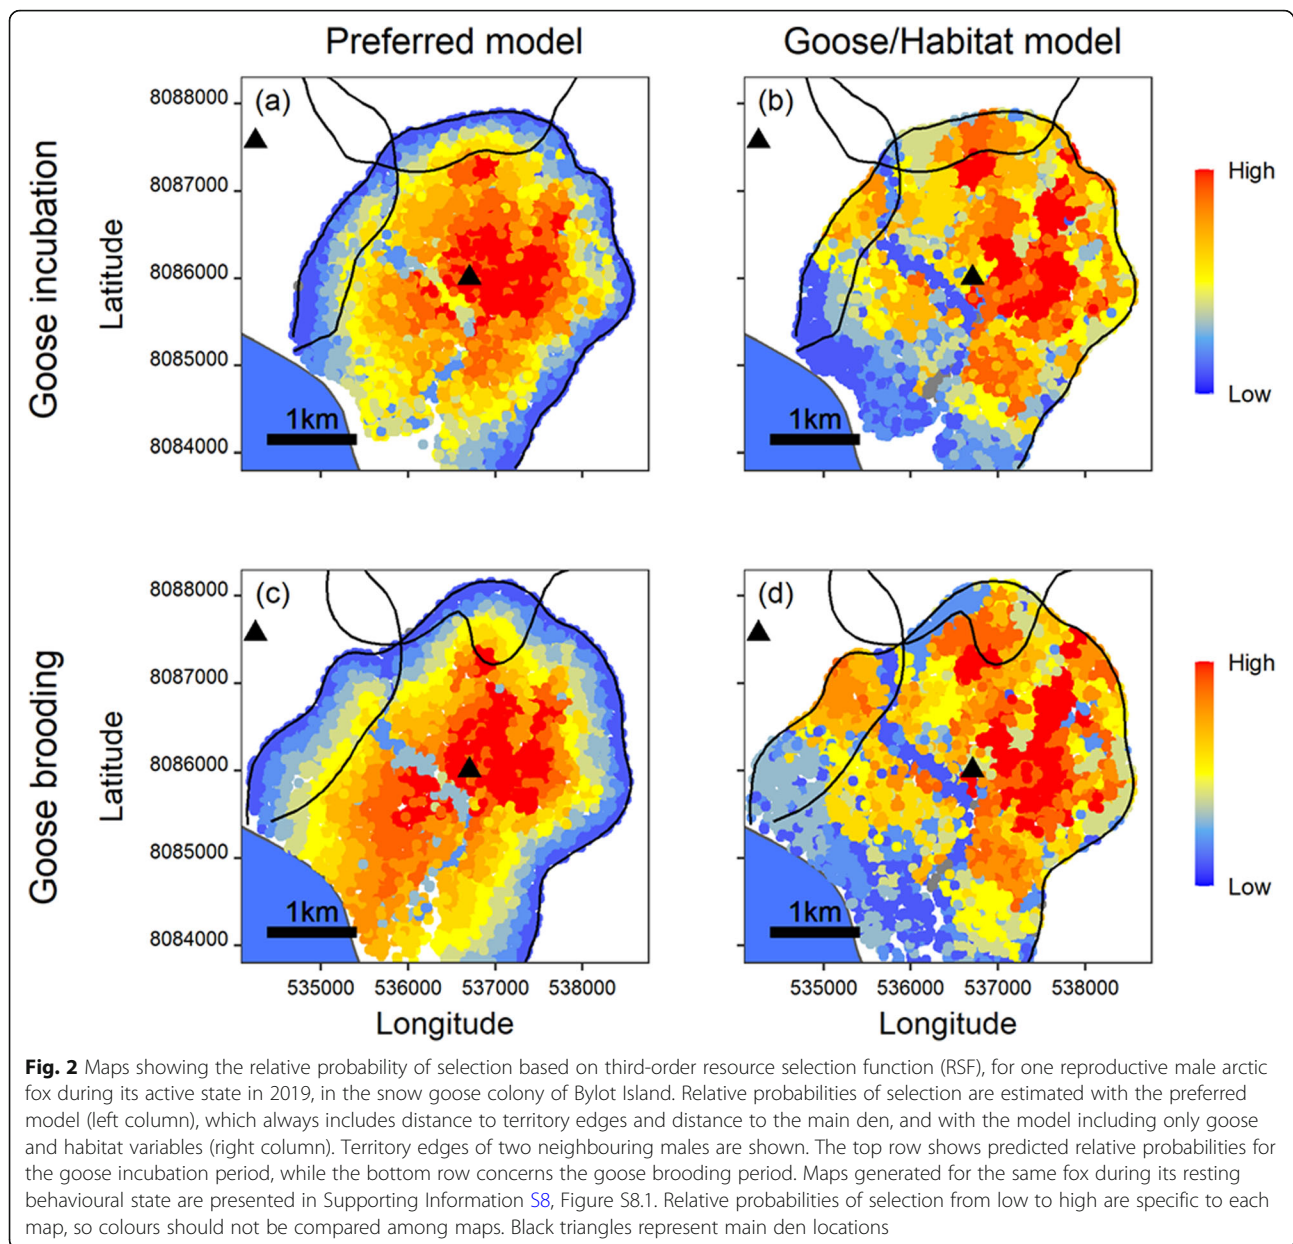 Preferred model
Goose/Habitat model
Goose incubation
Latitude
8088000
8087000
8086000
8085000
8084000
(a)
1km
(b)
1km
High
Low
Goose brooding
Latitude
8088000
8087000
8086000
8085000
8084000
(c)
1km
(d)
1km
High
Low
535000 536000 537000 538000
535000 536000 537000 538000
Longitude
Longitude
Fig. 2 Maps showing the relative probability of selection based on third-order resource selection function (RSF), for one reproductive male arctic
fox during its active state in 2019, in the snow goose colony of Bylot Island. Relative probabilities of selection are estimated with the preferred
model (left column), which always includes distance to territory edges and distance to the main den, and with the model including only goose
and habitat variables (right column). Territory edges of two neighbouring males are shown. The top row shows predicted relative probabilities for
the goose incubation period, while the bottom row concerns the goose brooding period. Maps generated for the same fox during its resting
behavioural state are presented in Supporting Information S8, Figure S8.1. Relative probabilities of selection from low to high are specific to each
map, so colours should not be compared among maps. Black triangles represent main den locations